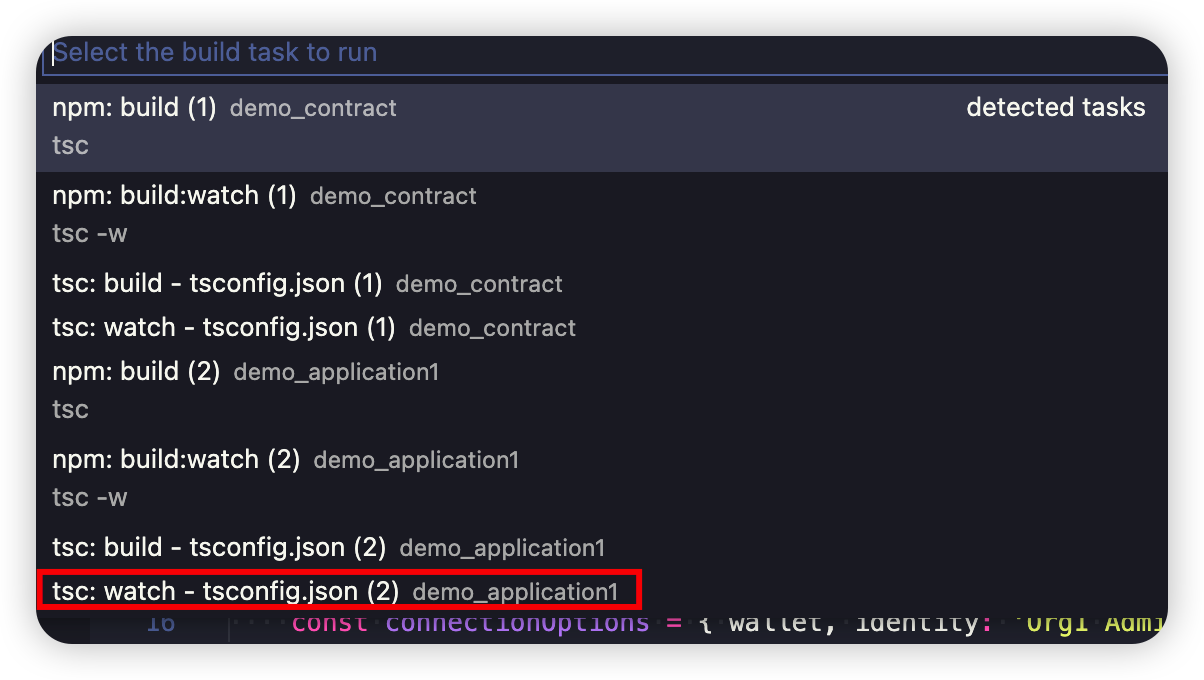 Select the build task to run
npm: build (1) demo_contract detected tasks
tsc
npm: build:watch (1) demo_contract
tsc -w
tsc: build - tsconfig.json (1) demo_contract
tsc: watch - tsconfig.json (1) demo_contract
npm: build (2) demo_application1
tsc
npm: build:watch (2) demo_application1
tsc -w
tsc: build - tsconfig.json (2) demo_application1
tsc: watch - tsconfig.json (2) demo_application1
16 const connectionOptions = { wallet, identity: 'Org1 Admi